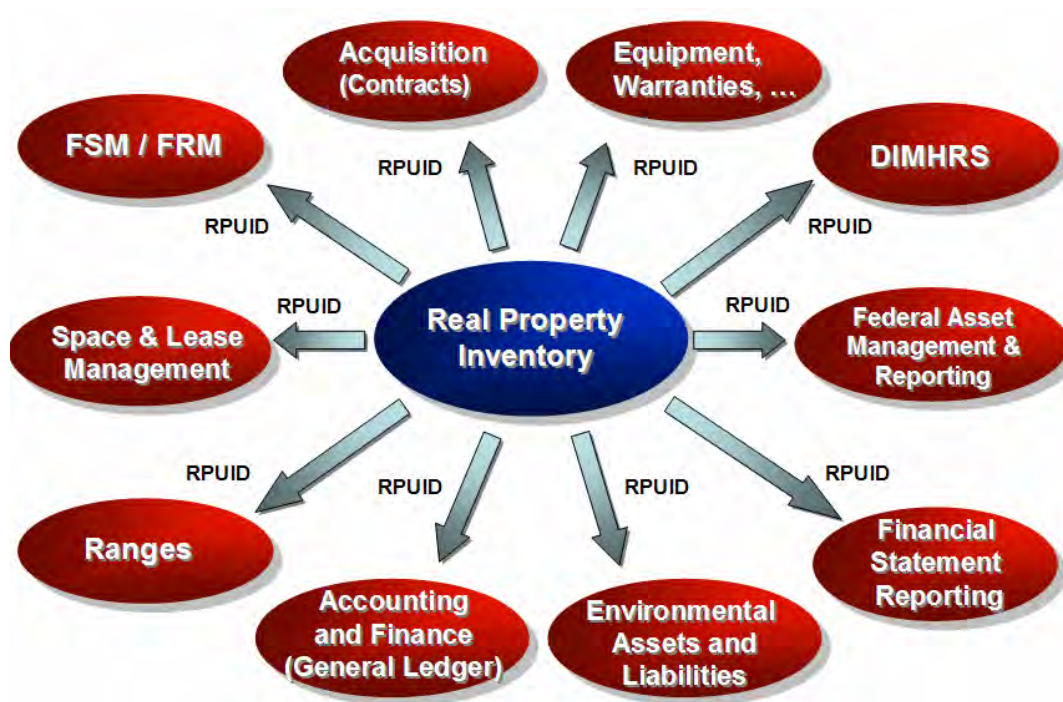 Acquisition
(Contracts)
Equipment,
Warranties, ...
FSM / FRM
DIMHRS
RPUID
RPUID
RPUID
RPUID
Space & Lease
Management
RPUID
Real Property
Inventory
RPUID
Federal Asset
Management &
Reporting
Ranges
RPUID
RPUID
RPUID
RPUID
Financial
Statement
Reporting
Accounting
and Finance
(General Ledger)
Environmental
Assets and
Liabilities